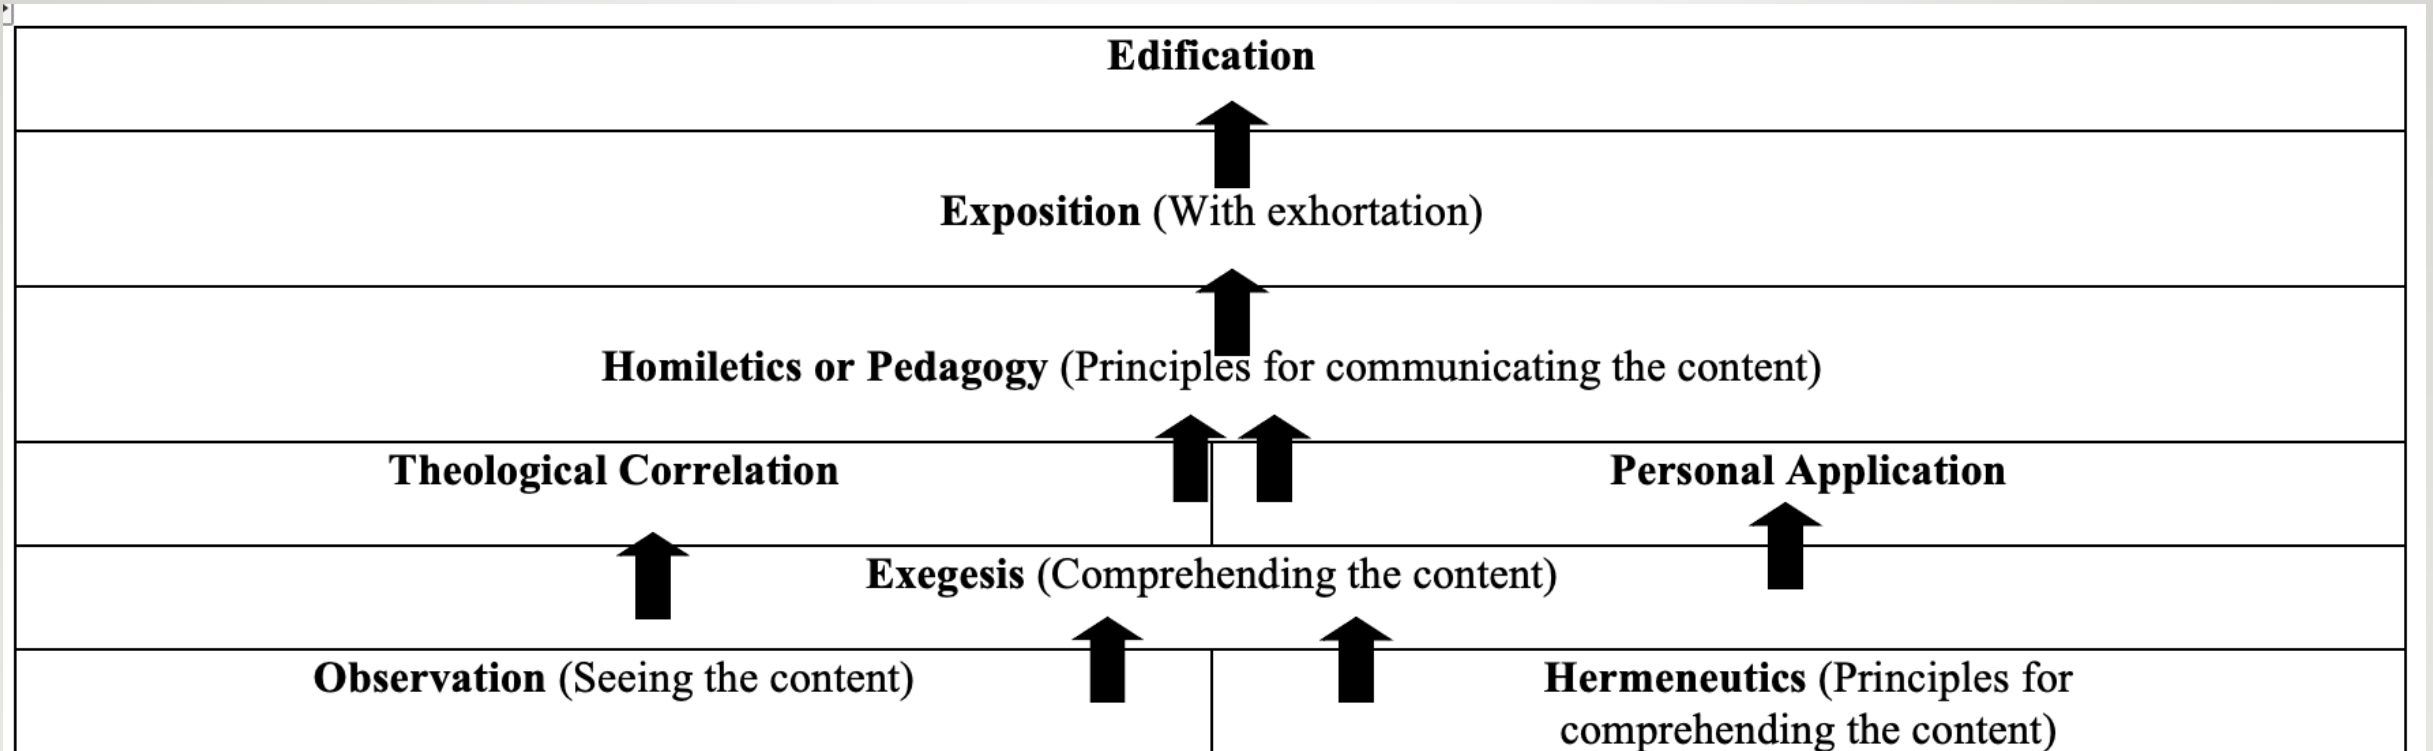 Edification
Exposition (With exhortation)
Homiletics or Pedagogy (Principles for communicating the content)
Theological Correlation
Personal Application
Exegesis (Comprehending the content)
Observation (Seeing the content)
Hermeneutics (Principles for
comprehending the content)